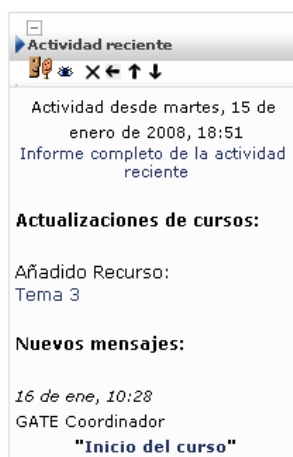 Actividad reciente
Actividad desde martes, 15 de
enero de 2008, 18:51
Informe completo de la actividad
reciente
Actualizaciones de cursos:
Añadido Recurso:
Tema 3
Nuevos mensajes:
16 de ene, 10:28
GATE Coordinador
"Inicio del curso"